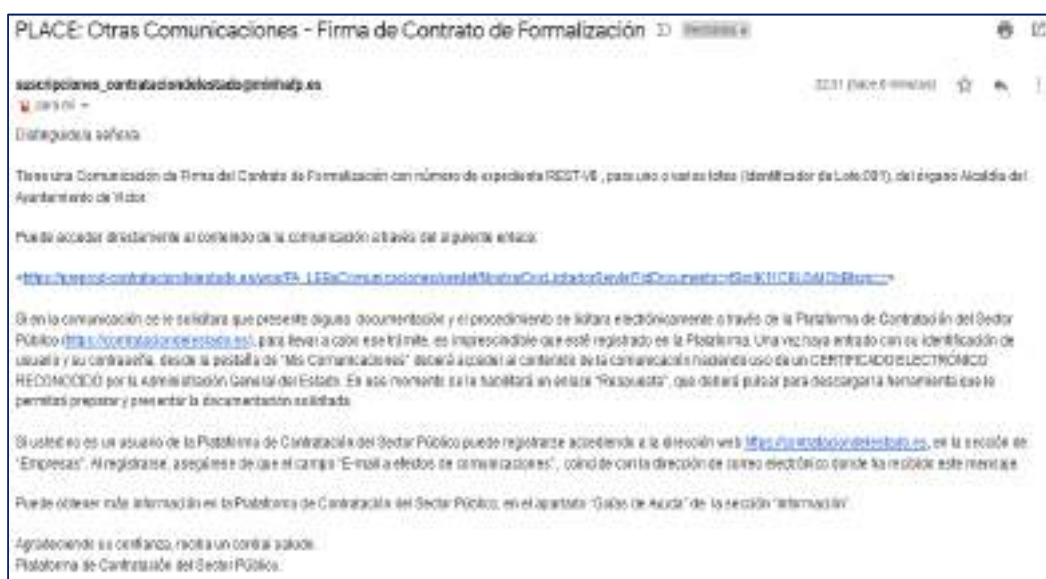 PLACE: Otras Comunicaciones - Firma de Contrato de Formalización
suscripciones_contrataciondelestado@minhafp.es
para mí
Distinguido/a señor/a:
Tiene una Comunicación de Firma del Contrato de Formalización con número de expediente REST-V8 , para uno o varios lotes (Identificador de Lote:001), del órgano Alcaldía del
Ayuntamiento de Victor.
Puede acceder directamente al contenido de la comunicación a través del siguiente enlace:
Si en la comunicación se le solicitara que presente alguna documentación y el procedimiento se licitara electrónicamente a través de la Plataforma de Contratación del Sector
Público (https://contrataciondelestado.es), para llevar a cabo ese trámite, es imprescindible que esté registrado en la Plataforma. Una vez haya entrado con su identificación de
usuario y su contraseña, desde la pestaña de "Mis Comunicaciones" deberá acceder al contenido de la comunicación haciendo uso de un CERTIFICADO ELECTRÓNICO
RECONOCIDO por la Administración General del Estado. En ese momento se le habilitará un enlace "Respuesta", que deberá pulsar para descargar la herramienta que le
permitirá preparar y presentar la documentación solicitada.
Si usted no es un usuario de la Plataforma de Contratación del Sector Público puede registrarse accediendo a la dirección web https://contrataciondelestado.es, en la sección de
"Empresas". Al registrarse, asegúrese de que el campo "E-mail a efectos de comunicaciones", coincide con la dirección de correo electrónico donde ha recibido este mensaje.
Puede obtener más información en la Plataforma de Contratación del Sector Público, en el apartado "Guías de Ayuda" de la sección "Información".
Agradeciendo su confianza, reciba un cordial saludo.
Plataforma de Contratación del Sector Público.